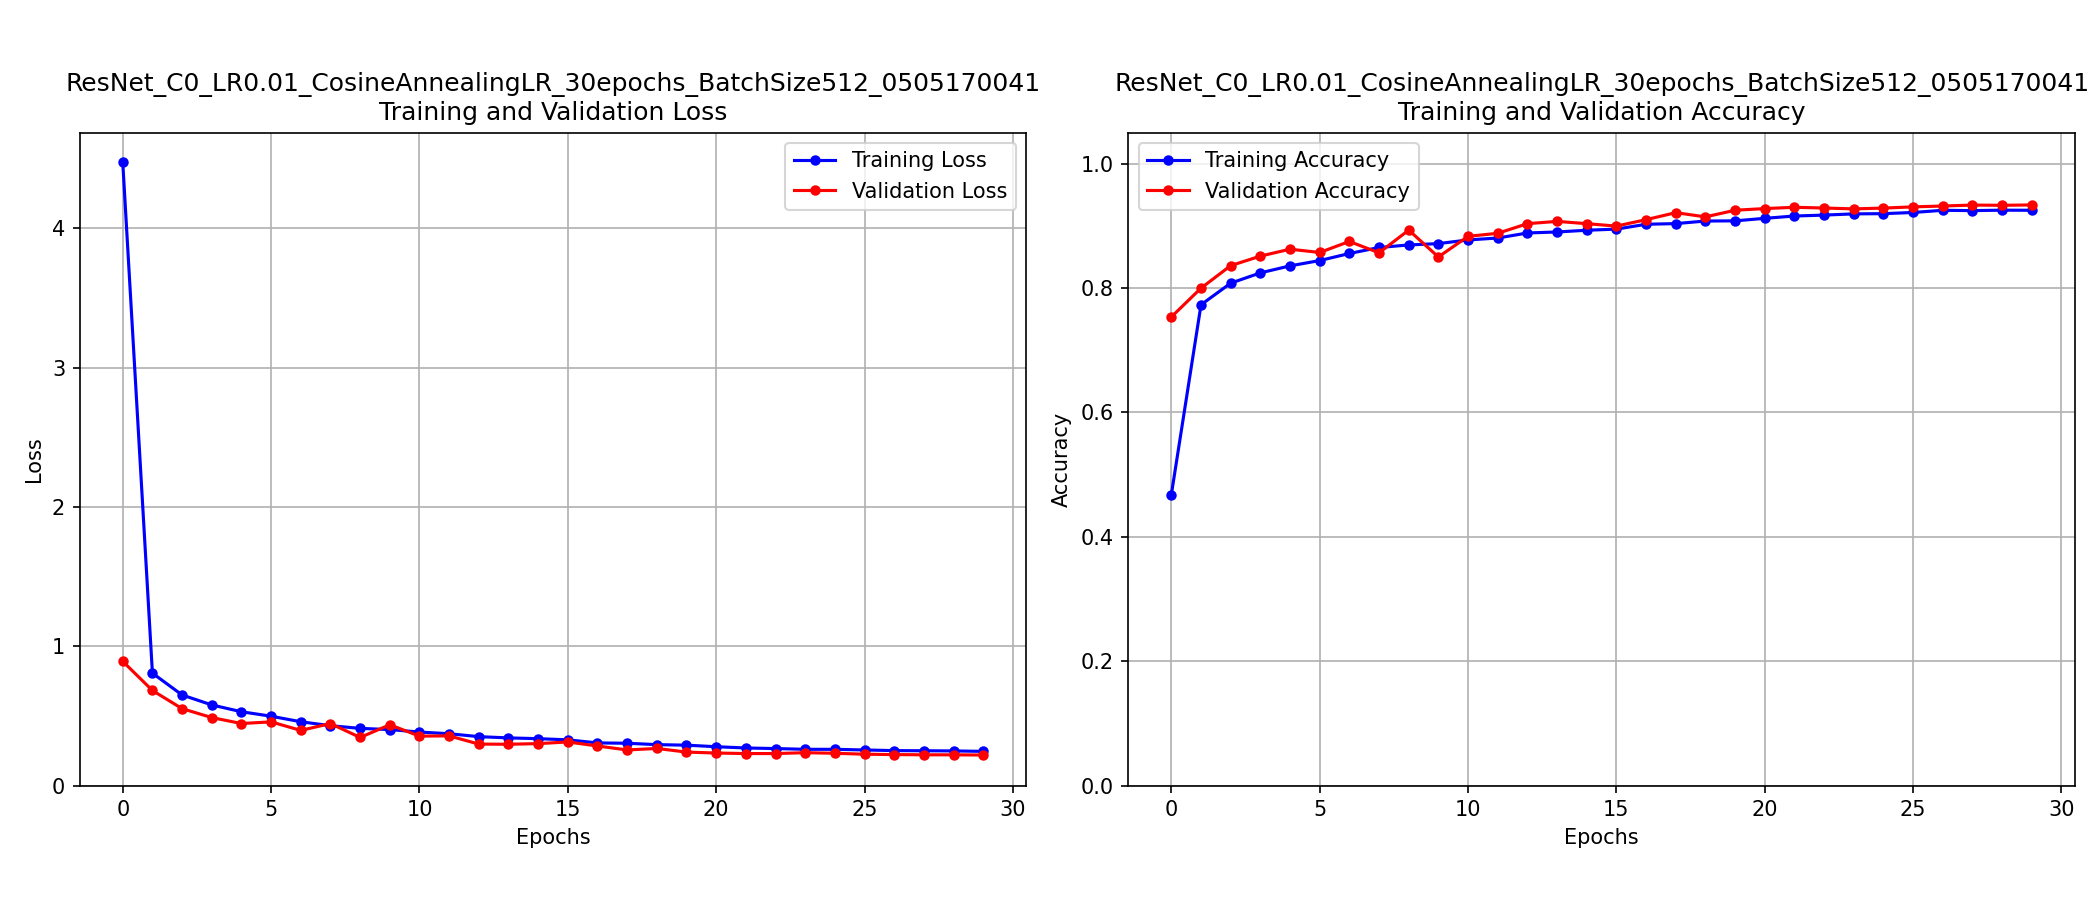 ResNet_C0_LR0.01_CosineAnnealingLR_30epochs_BatchSize512_0505170041
Training and Validation Loss
Training Loss
Validation Loss
4
3
2
1
0
Loss
0 5 10 15 20 25 30
Epochs
ResNet_C0_LR0.01_CosineAnnealingLR_30epochs_BatchSize512_0505170041
Training and Validation Accuracy
Training Accuracy
Validation Accuracy
1.0
0.8
0.6
0.4
0.2
0.0
Accuracy
0 5 10 15 20 25 30
Epochs